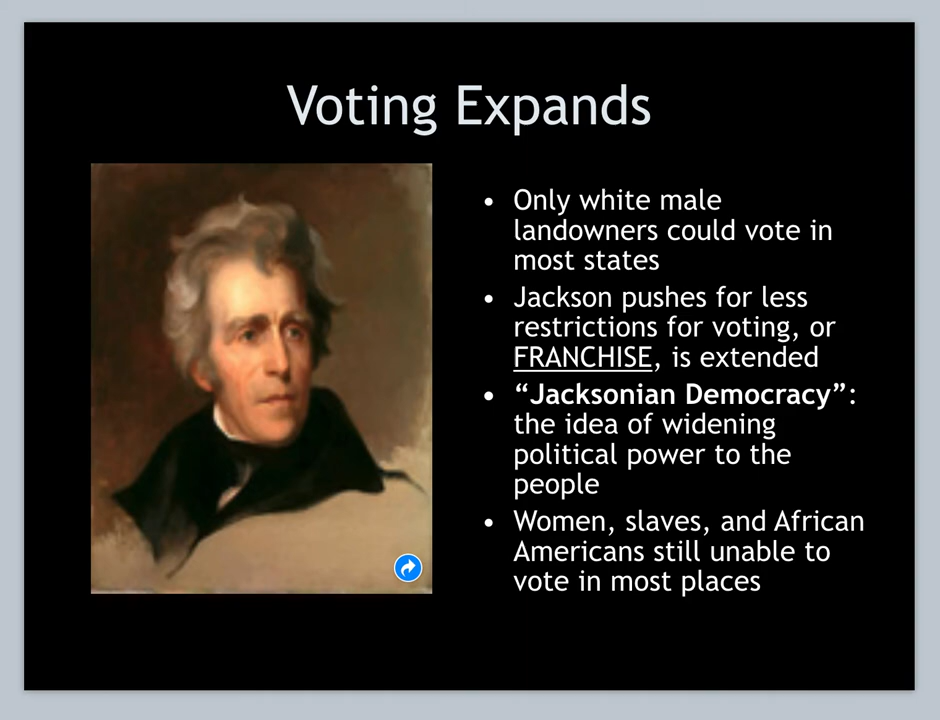 Voting Expands
• Only white male
landowners could vote in
most states
• Jackson pushes for less
restrictions for voting, or
FRANCHISE, is extended
• “Jacksonian Democracy”:
the idea of widening
political power to the
people
• Women, slaves, and African
Americans still unable to
vote in most places